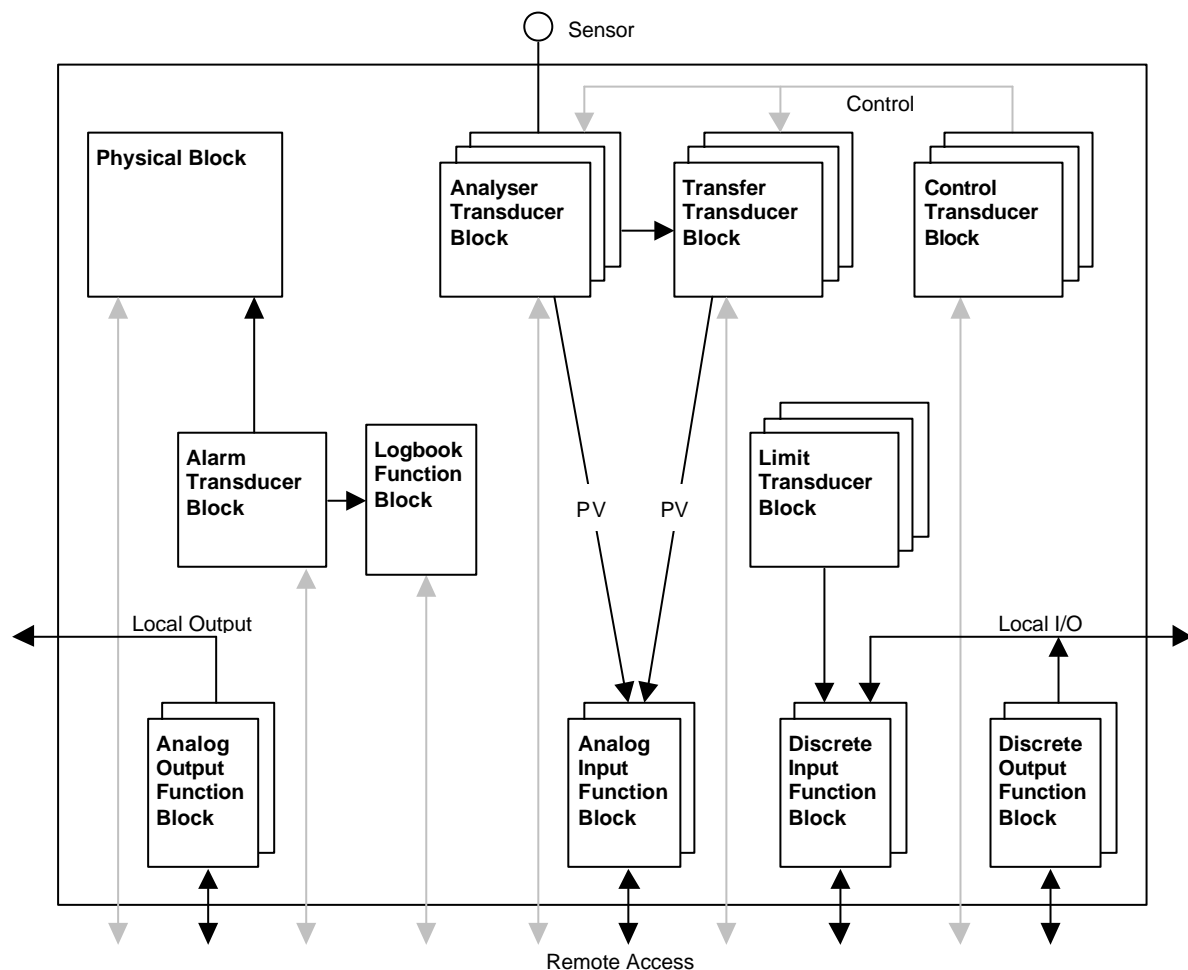 Sensor
Control
Physical Block
Analyser
Transducer
Block
Transfer
Transducer
Block
Control
Transducer
Block
Alarm
Transducer
Block
Logbook
Function
Block
Limit
Transducer
Block
PV
PV
Local Output
Local I/O
Analog
Output
Function
Block
Analog
Input
Function
Block
Discrete
Input
Function
Block
Discrete
Output
Function
Block
Remote Access